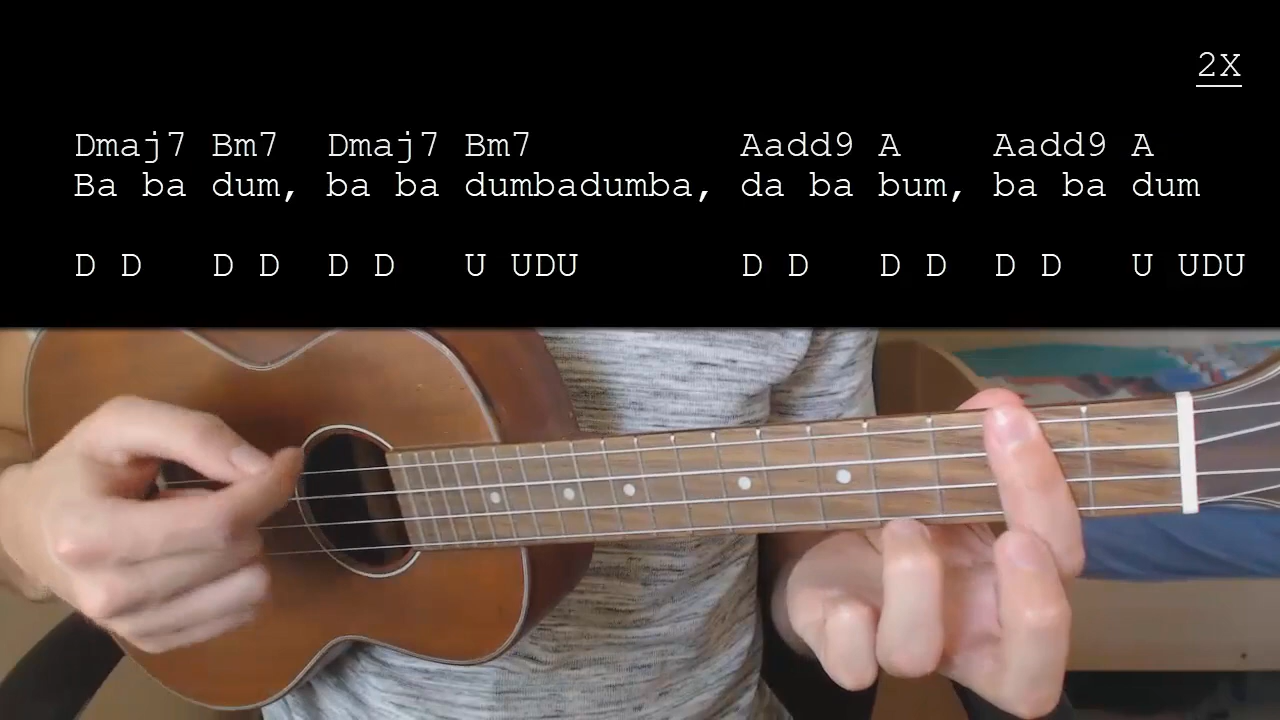 2X
Dmaj7 Bm7 Dmaj7 Bm7 Aadd9 A Aadd9 A
Ba ba dum, ba ba dumbadumba, da ba bum, ba ba dum
D D D D D D U UDU D D D D D D U UDU